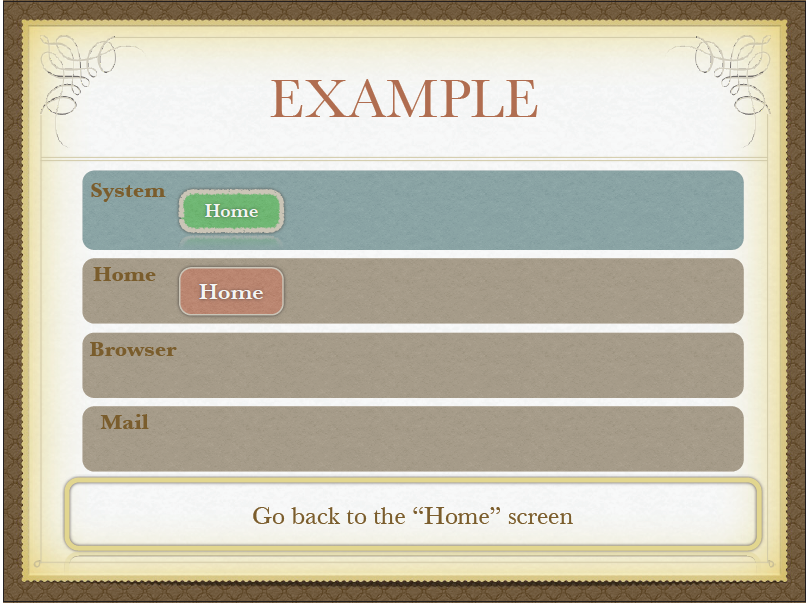 EXAMPLE
System
Home
Home
Home
Browser
Mail
Go back to the “Home” screen